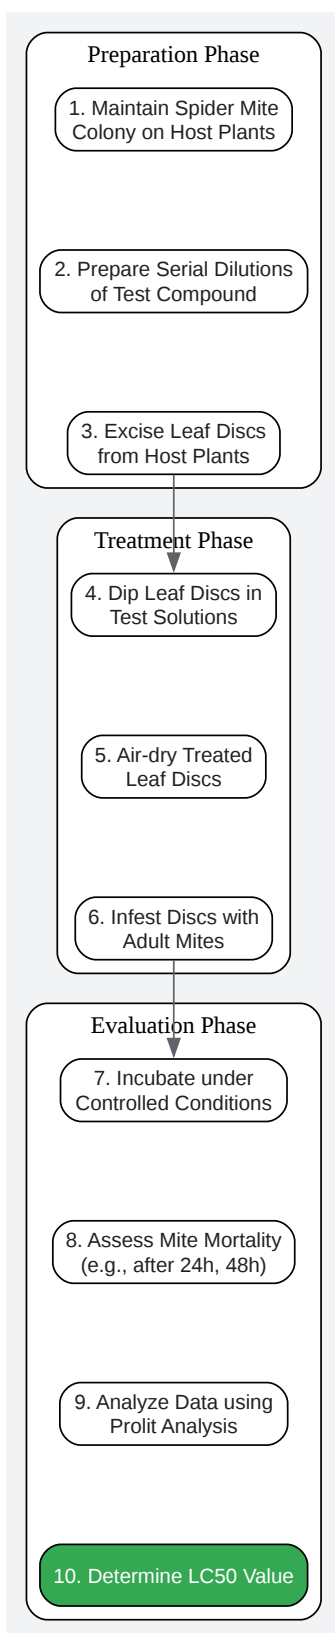 Preparation Phase
1. Maintain Spider Mite
Colony on Host Plants
2. Prepare Serial Dilutions
of Test Compound
3. Excise Leaf Discs
from Host Plants
Treatment Phase
4. Dip Leaf Discs in
Test Solutions
5. Air-dry Treated
Leaf Discs
6. Infest Discs with
Adult Mites
Evaluation Phase
7. Incubate under
Controlled Conditions
8. Assess Mite Mortality
(e.g., after 24h, 48h)
9. Analyze Data using
Prolit Analysis
10. Determine LC50 Value